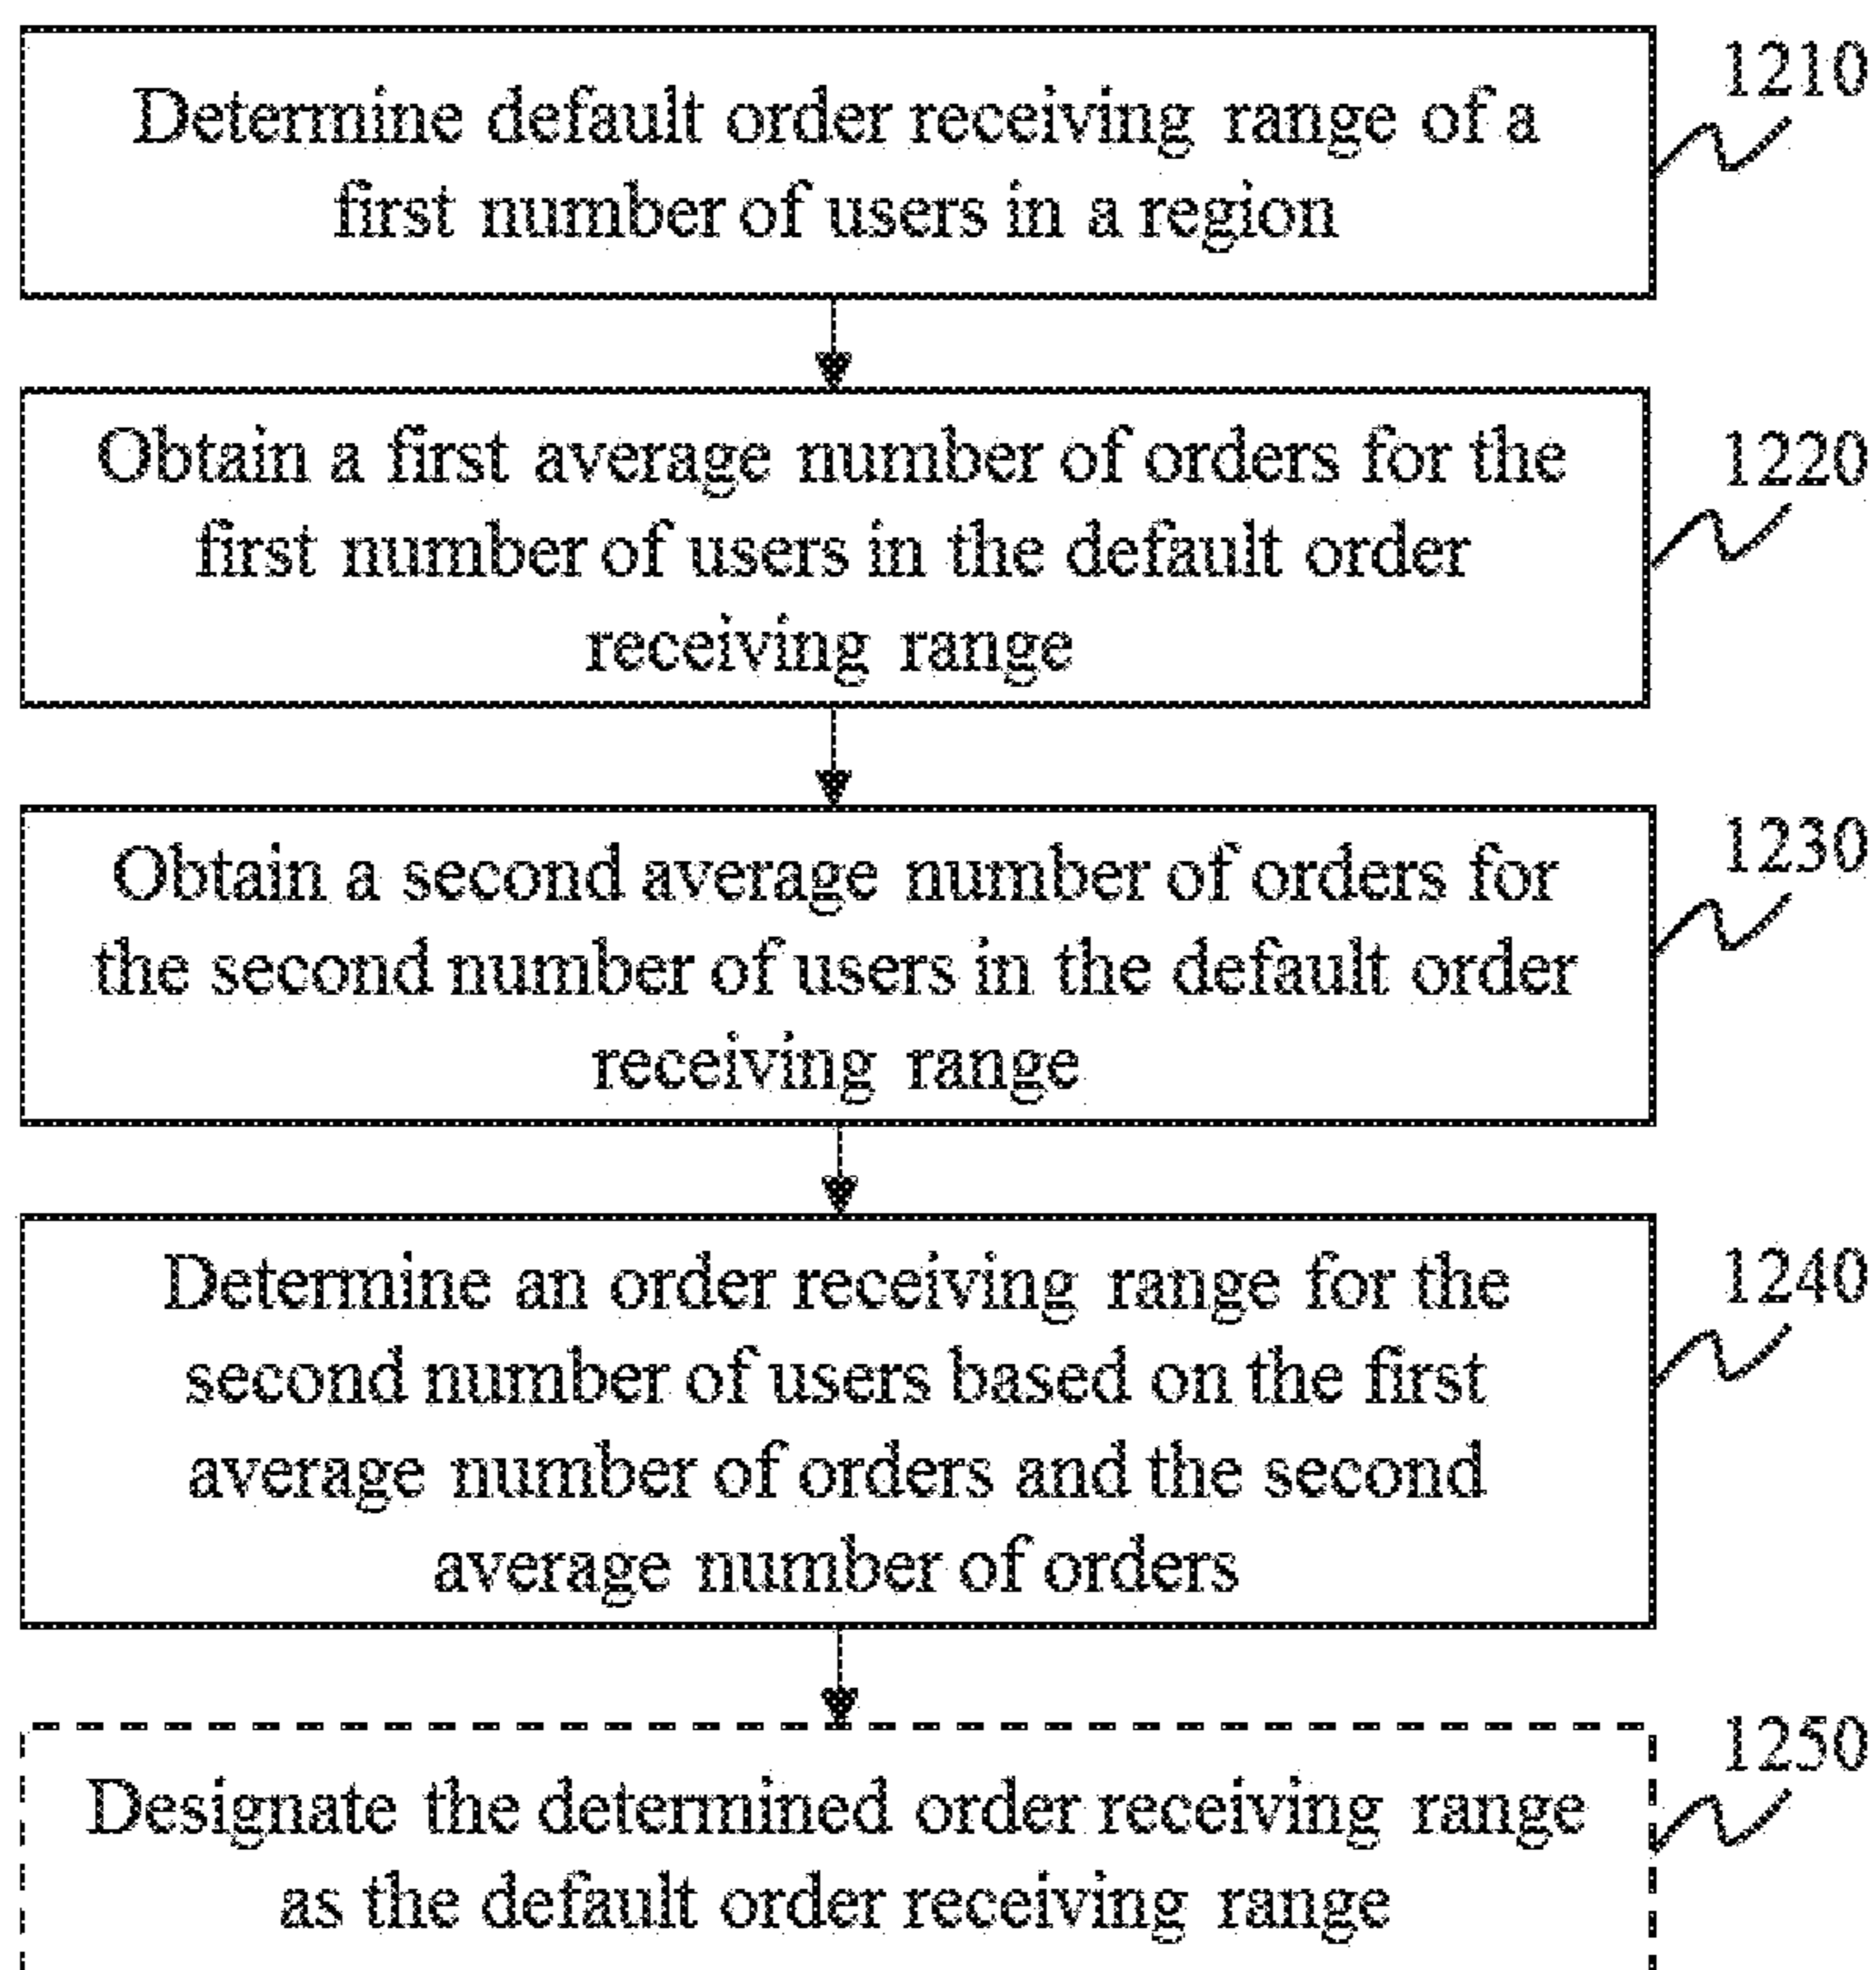 1210
Determine default order receiving range of a
first number of users in a region
1220
Obtain a first average number of orders for the
first number of users in the default order
receiving range
1230
Obtain a second average number of orders for
the second number of users in the default order
receiving range
1240
Determine an order receiving range for the
second number of users based on the first
average number of orders and the second
average number of orders
1250
Designate the determined order receiving range
as the default order receiving range